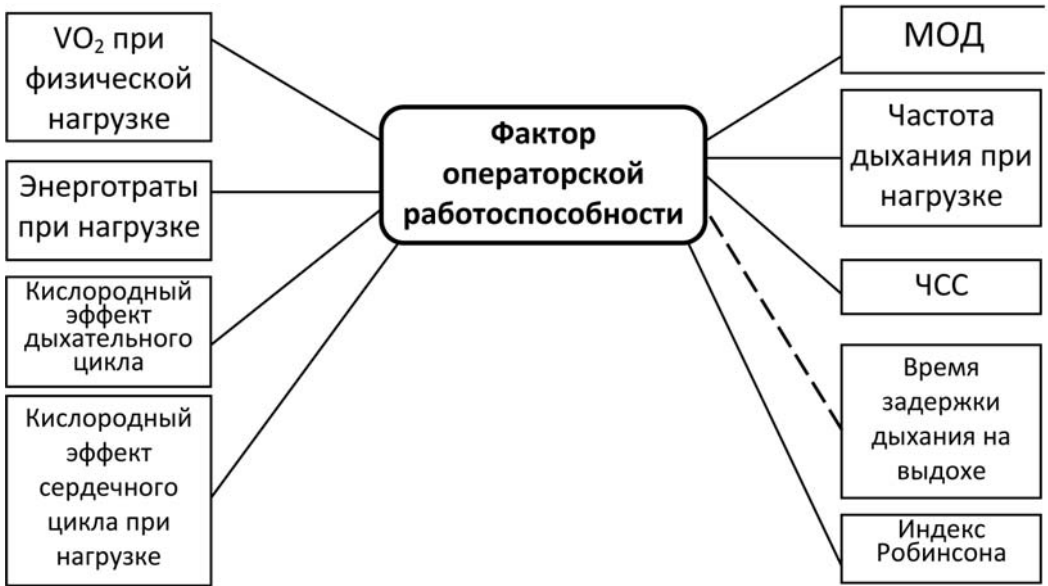 VO₂ при
физической
нагрузке
Энерготраты
при нагрузке
Кислородный
эффект
дыхательного
цикла
Кислородный
эффект
сердечного
цикла при
нагрузке
Фактор
операторской
работоспособности
МОД
Частота
дыхания при
нагрузке
ЧСС
Время
задержки
дыхания на
выдохе
Индекс
Робинсона